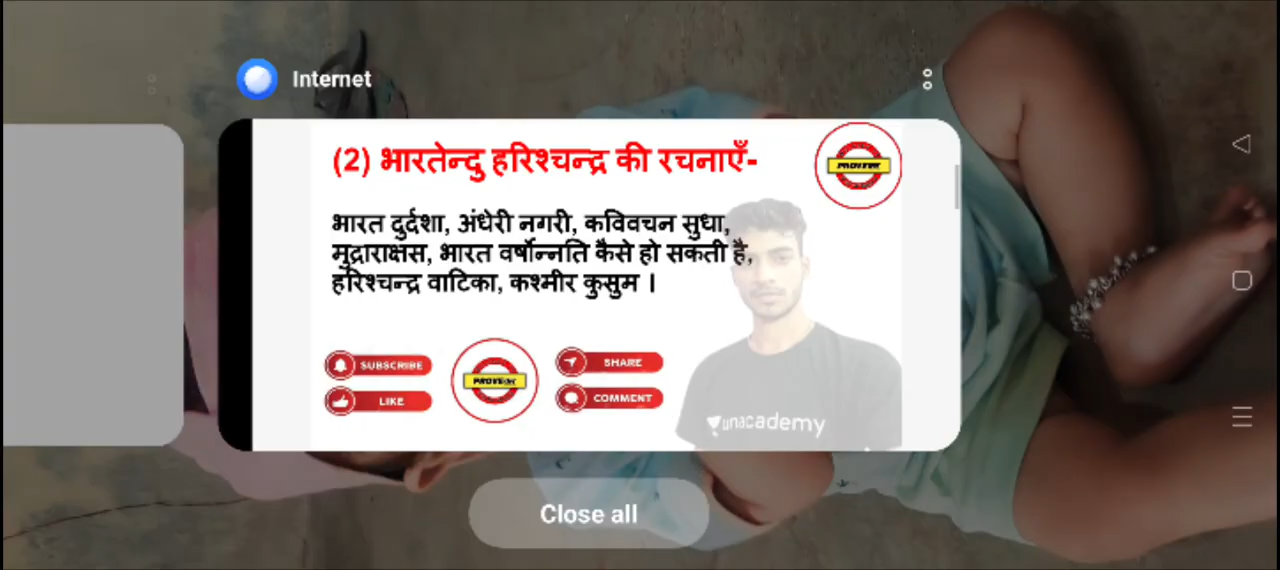 Internet
(2) भारतेन्दु हरिश्चन्द्र की रचनाएँ-
भारत दुर्दशा, अंधेरी नगरी, कविवचन सुधा,
मुद्राराक्षस, भारत वर्षोन्नति कैसे हो सकती है,
हरिश्चन्द्र वाटिका, कश्मीर कुसुम ।
SUBSCRIBE
SHARE
LIKE
COMMENT
unacademy
Close all